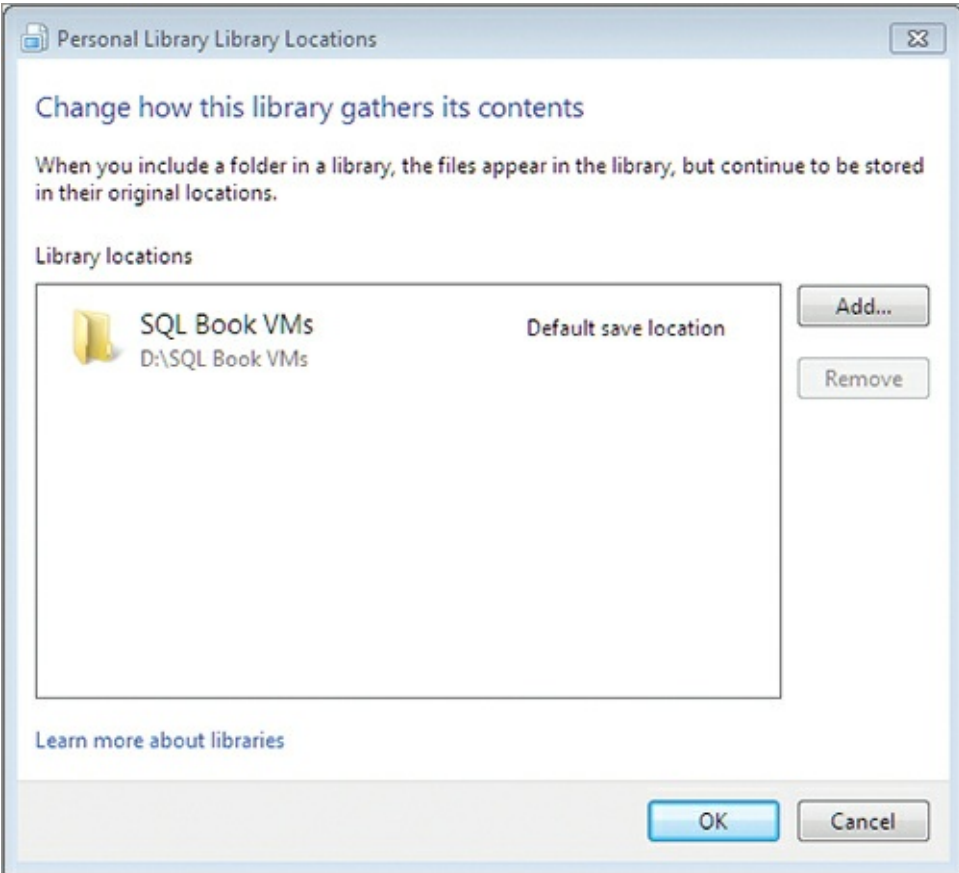 Personal Library Library Locations
Change how this library gathers its contents
When you include a folder in a library, the files appear in the library, but continue to be stored
in their original locations.
Library locations
SQL Book VMs
Default save location
D:\SQL Book VMs
Add...
Remove
Learn more about libraries
OK
Cancel